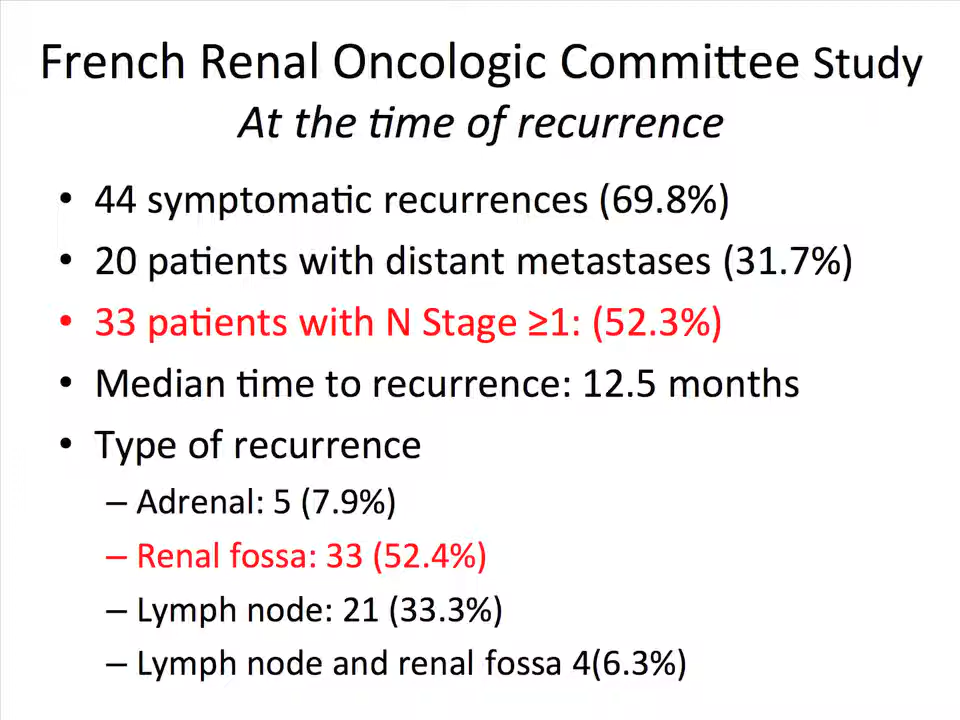 French Renal Oncologic Committee Study
At the time of recurrence
• 44 symptomatic recurrences (69.8%)
• 20 patients with distant metastases (31.7%)
• 33 patients with N Stage ≥1: (52.3%)
• Median time to recurrence: 12.5 months
• Type of recurrence
– Adrenal: 5 (7.9%)
– Renal fossa: 33 (52.4%)
– Lymph node: 21 (33.3%)
– Lymph node and renal fossa 4(6.3%)